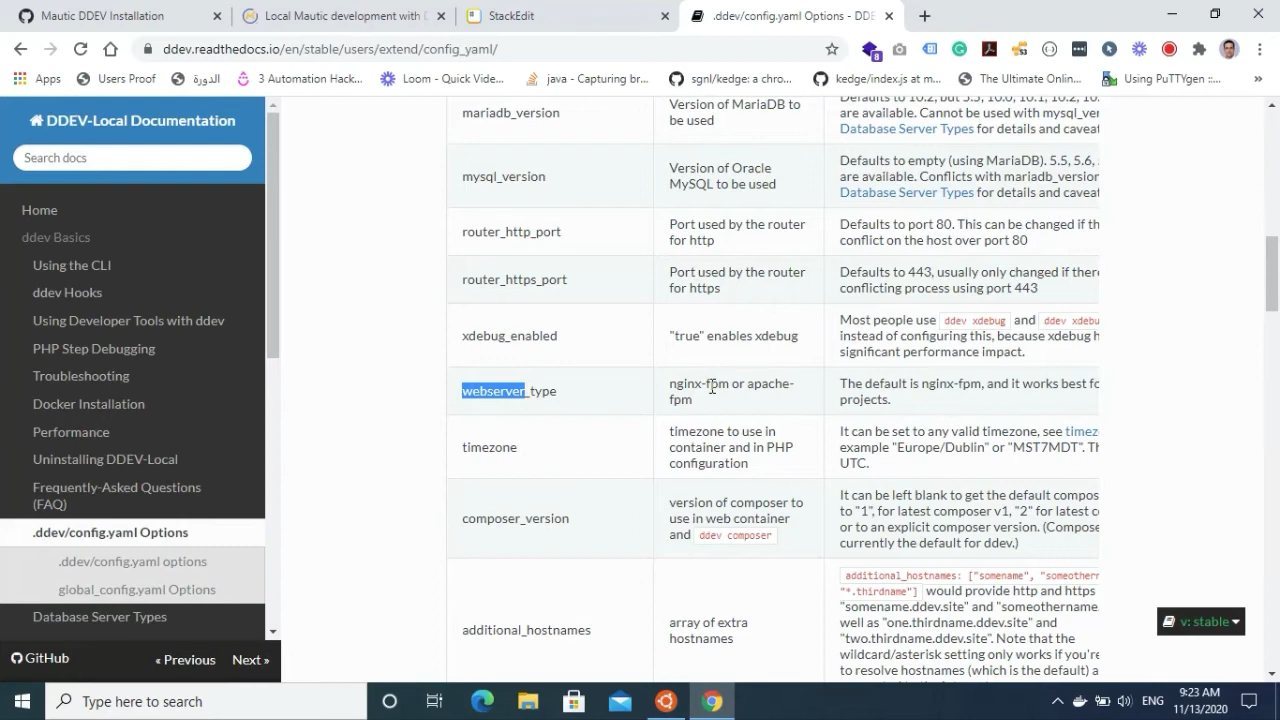 Mautic DDEV Installation
Local Mautic development with D
StackEdit
.ddev/config.yaml Options - DDE
ddev.readthedocs.io/en/stable/users/extend/config_yaml/
8
Apps
Users Proof
الدورة
3 Automation Hack...
Loom - Quick Vide...
java - Capturing br...
sgnl/kedge: a chro...
kedge/index.js at m...
The Ultimate Onlin...
Using PuTTYgen ::...
»
DDEV-Local Documentation
Search docs
Home
ddev Basics
Using the CLI
ddev Hooks
Using Developer Tools with ddev
PHP Step Debugging
Troubleshooting
Docker Installation
Performance
Uninstalling DDEV-Local
Frequently-Asked Questions
(FAQ)
.ddev/config.yaml Options
.ddev/config.yaml options
global_config.yaml Options
Database Server Types
GitHub
« Previous
Next »
mariadb_version
Version of MariaDB to
be used
Defaults to 10.2, but 5.5, 10.0, 10.1, 10.2, 10.
are available. Cannot be used with mysql_ver
Database Server Types for details and caveat
mysql_version
Version of Oracle
MySQL to be used
Defaults to empty (using MariaDB). 5.5, 5.6,
are available. Conflicts with mariadb_version
Database Server Types for details and caveat
router_http_port
Port used by the router
for http
Defaults to port 80. This can be changed if th
conflict on the host over port 80
router_https_port
Port used by the router
for https
Defaults to 443, usually only changed if there
conflicting process using port 443
xdebug_enabled
"true" enables xdebug
Most people use ddev xdebug and ddev xdebu
instead of configuring this, because xdebug h
significant performance impact.
webserver_type
nginx-fpm or apache-
fpm
The default is nginx-fpm, and it works best fo
projects.
timezone
timezone to use in
container and in PHP
configuration
It can be set to any valid timezone, see timez
example "Europe/Dublin" or "MST7MDT". Th
UTC.
composer_version
version of composer to
use in web container
and ddev composer
It can be left blank to get the default compos
to "1", for latest composer v1, "2" for latest c
or to an explicit composer version. (Compose
currently the default for ddev.)
additional_hostnames
array of extra
hostnames
additional_hostnames: ["somename", "someothern
"*.thirdname"] would provide http and https
"somename.ddev.site" and "someothername.
well as "one.thirdname.ddev.site" and
"two.thirdname.ddev.site". Note that the
wildcard/asterisk setting only works if you're
to resolve hostnames (which is the default) a
v: stable
Type here to search
ENG
9:23 AM
11/13/2020